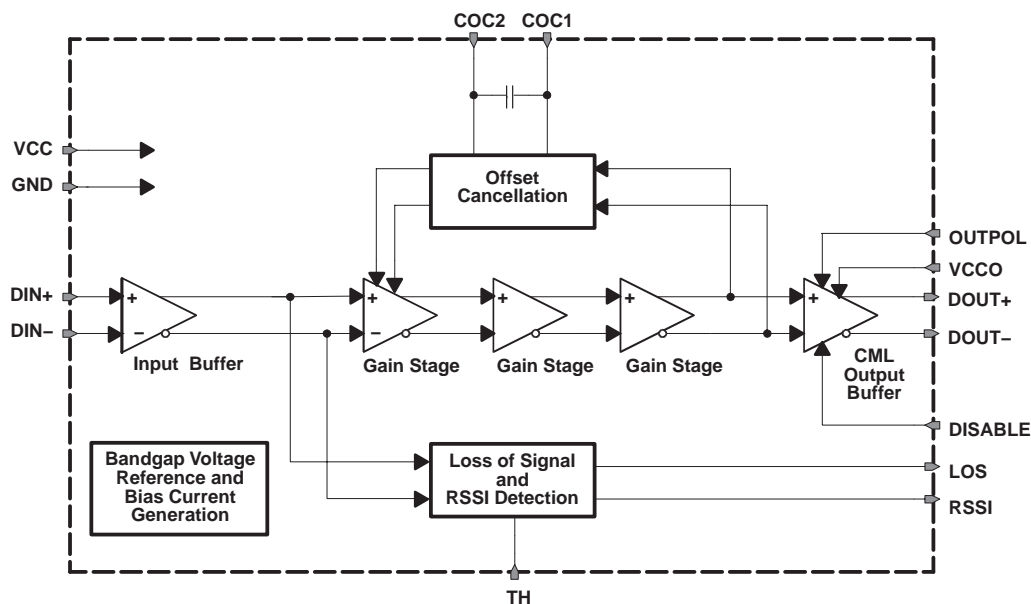 COC2 COC1
VCC
GND
Offset
Cancellation
OUTPOL
VCCO
DIN+
DIN−
+
−
+
−
+
+
+
DOUT+
DOUT−
Input Buffer
Gain Stage
Gain Stage
Gain Stage
CML
Output
Buffer
DISABLE
Bandgap Voltage
Reference and
Bias Current
Generation
Loss of Signal
and
RSSI Detection
LOS
RSSI
TH